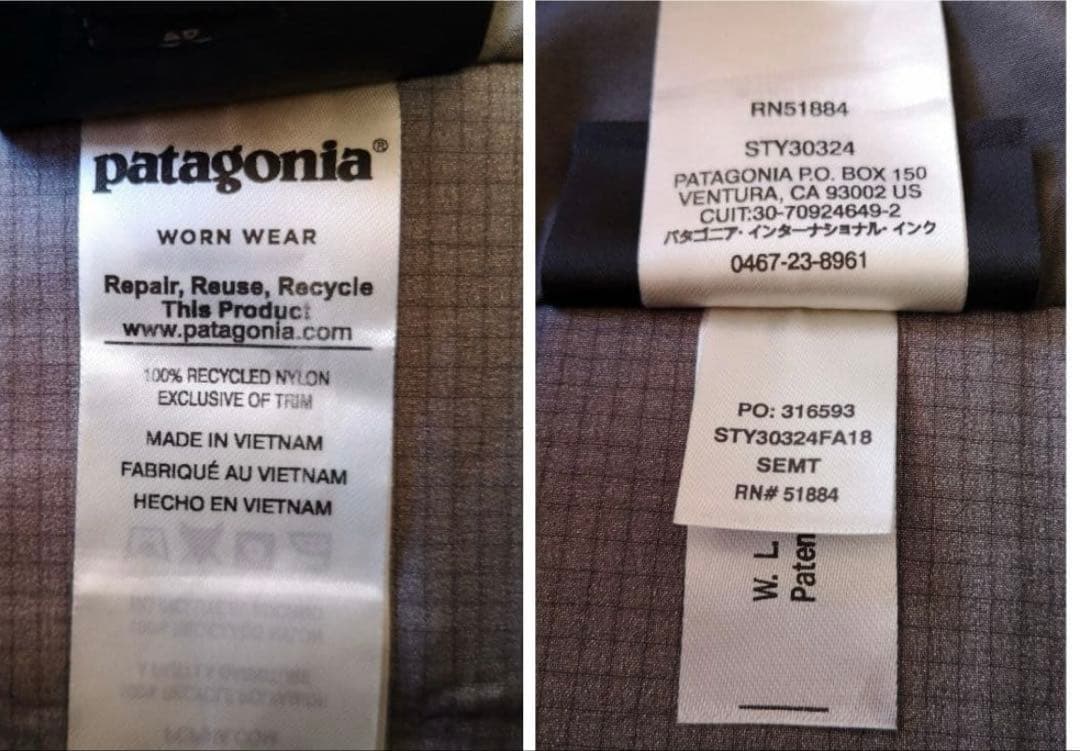 patagonia®
WORN WEAR
Repair, Reuse, Recycle
This Product
www.patagonia.com
100% RECYCLED NYLON
EXCLUSIVE OF TRIM
MADE IN VIETNAM
FABRIQUÉ AU VIETNAM
HECHO EN VIETNAM
RN51884
STY30324
PATAGONIA P.O. BOX 150
VENTURA, CA 93002 US
CUIT:30-70924649-2
パタゴニア・インターナショナル・インク
0467-23-8961
PO: 316593
STY30324FA18
SEMT
RN# 51884
W. L.
Paten